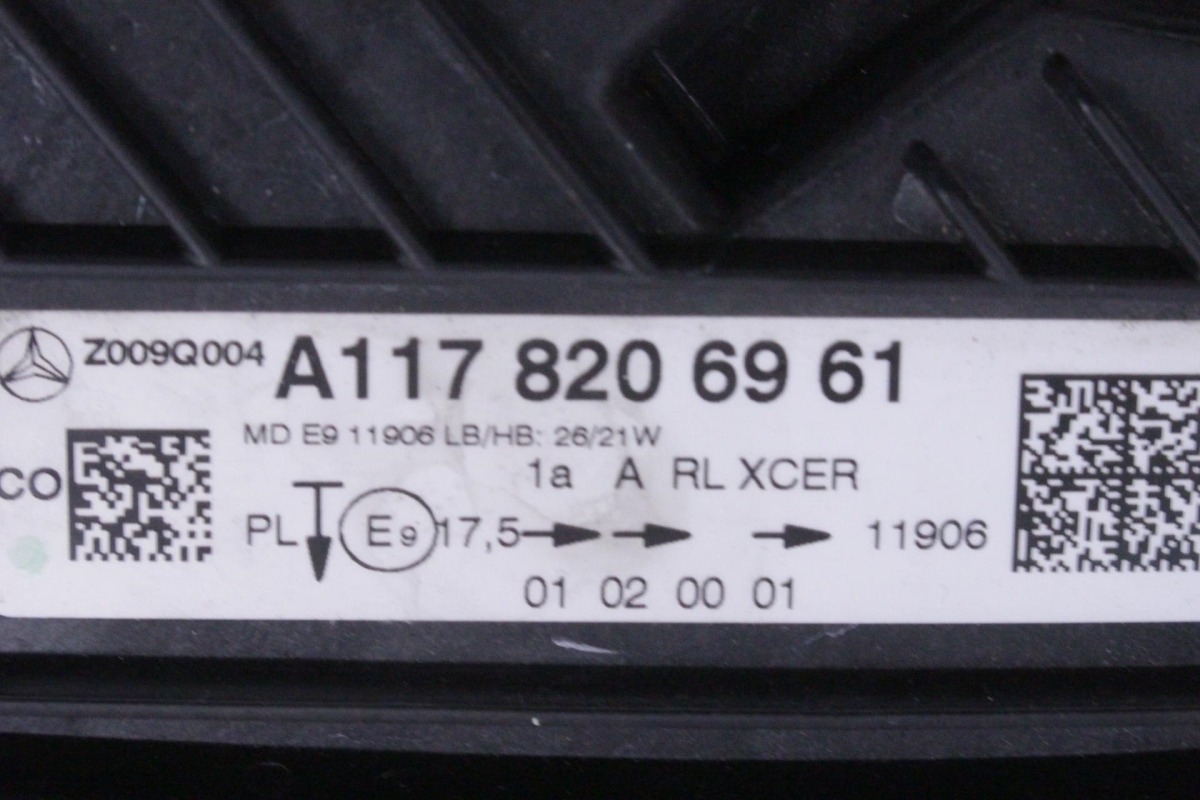 Z009Q004 A117 820 69 61
MD E9 11906 LB/HB: 26/21W
CO
1a A RL XCER
PL E9 17,5 11906
01 02 00 01